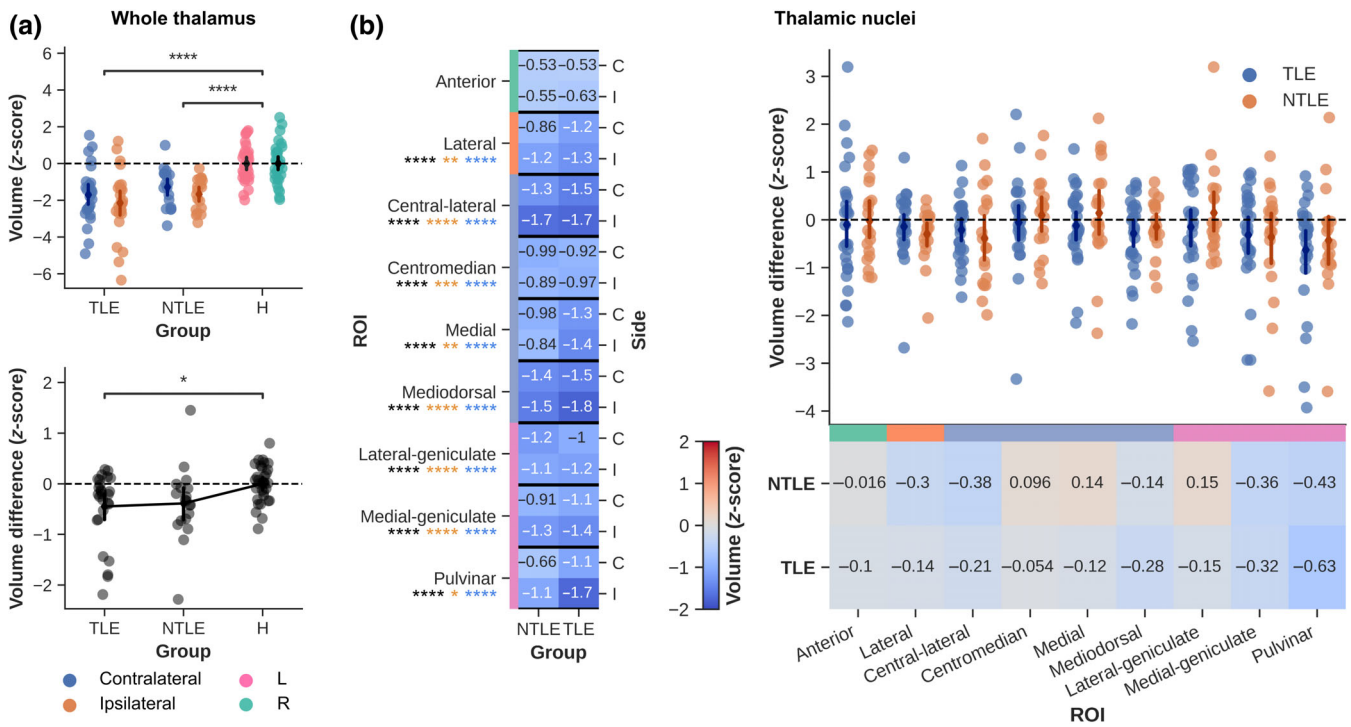 (a)
Whole thalamus
6
4
2
0
−2
−4
−6
Volume (z-score)
****
****
TLE
NTLE
H
Group
2
1
0
−1
−2
Volume difference (z-score)
*
TLE
NTLE
H
Group
Contralateral
Ipsilateral
L
R
(b)
Thalamic nuclei
ROI
Anterior
−0.53 −0.53 C
−0.55 −0.63 I
Lateral
**** ** ****
−0.86 −1.2 C
−1.2 −1.3 I
Central-lateral
**** **** ****
−1.3 −1.5 C
−1.7 −1.7 I
Centromedian
**** *** ****
−0.99 −0.92 C
−0.89 −0.97 I
Medial
**** ** ****
−0.98 −1.3 C
−0.84 −1.4 I
Mediodorsal
**** **** ****
−1.4 −1.5 C
−1.5 −1.8 I
Lateral-geniculate
**** **** ****
−1.2 −1 C
−1.1 −1.2 I
Medial-geniculate
**** **** ****
−0.91 −1.1 C
−1.3 −1.4 I
Pulvinar
**** * ****
−0.66 −1.1 C
−1.1 −1.7 I
Side
NTLE TLE
Group
2
1
0
−1
−2
Volume (z-score)
Volume difference (z-score)
3
2
1
0
−1
−2
−3
−4
TLE
NTLE
NTLE −0.016 −0.3 −0.38 0.096 0.14 −0.14 0.15 −0.36 −0.43
TLE −0.1 −0.14 −0.21 −0.054 −0.12 −0.28 −0.15 −0.32 −0.63
Anterior
Lateral
Central-lateral
Centromedian
Medial
Mediodorsal
Lateral-geniculate
Medial-geniculate
Pulvinar
ROI